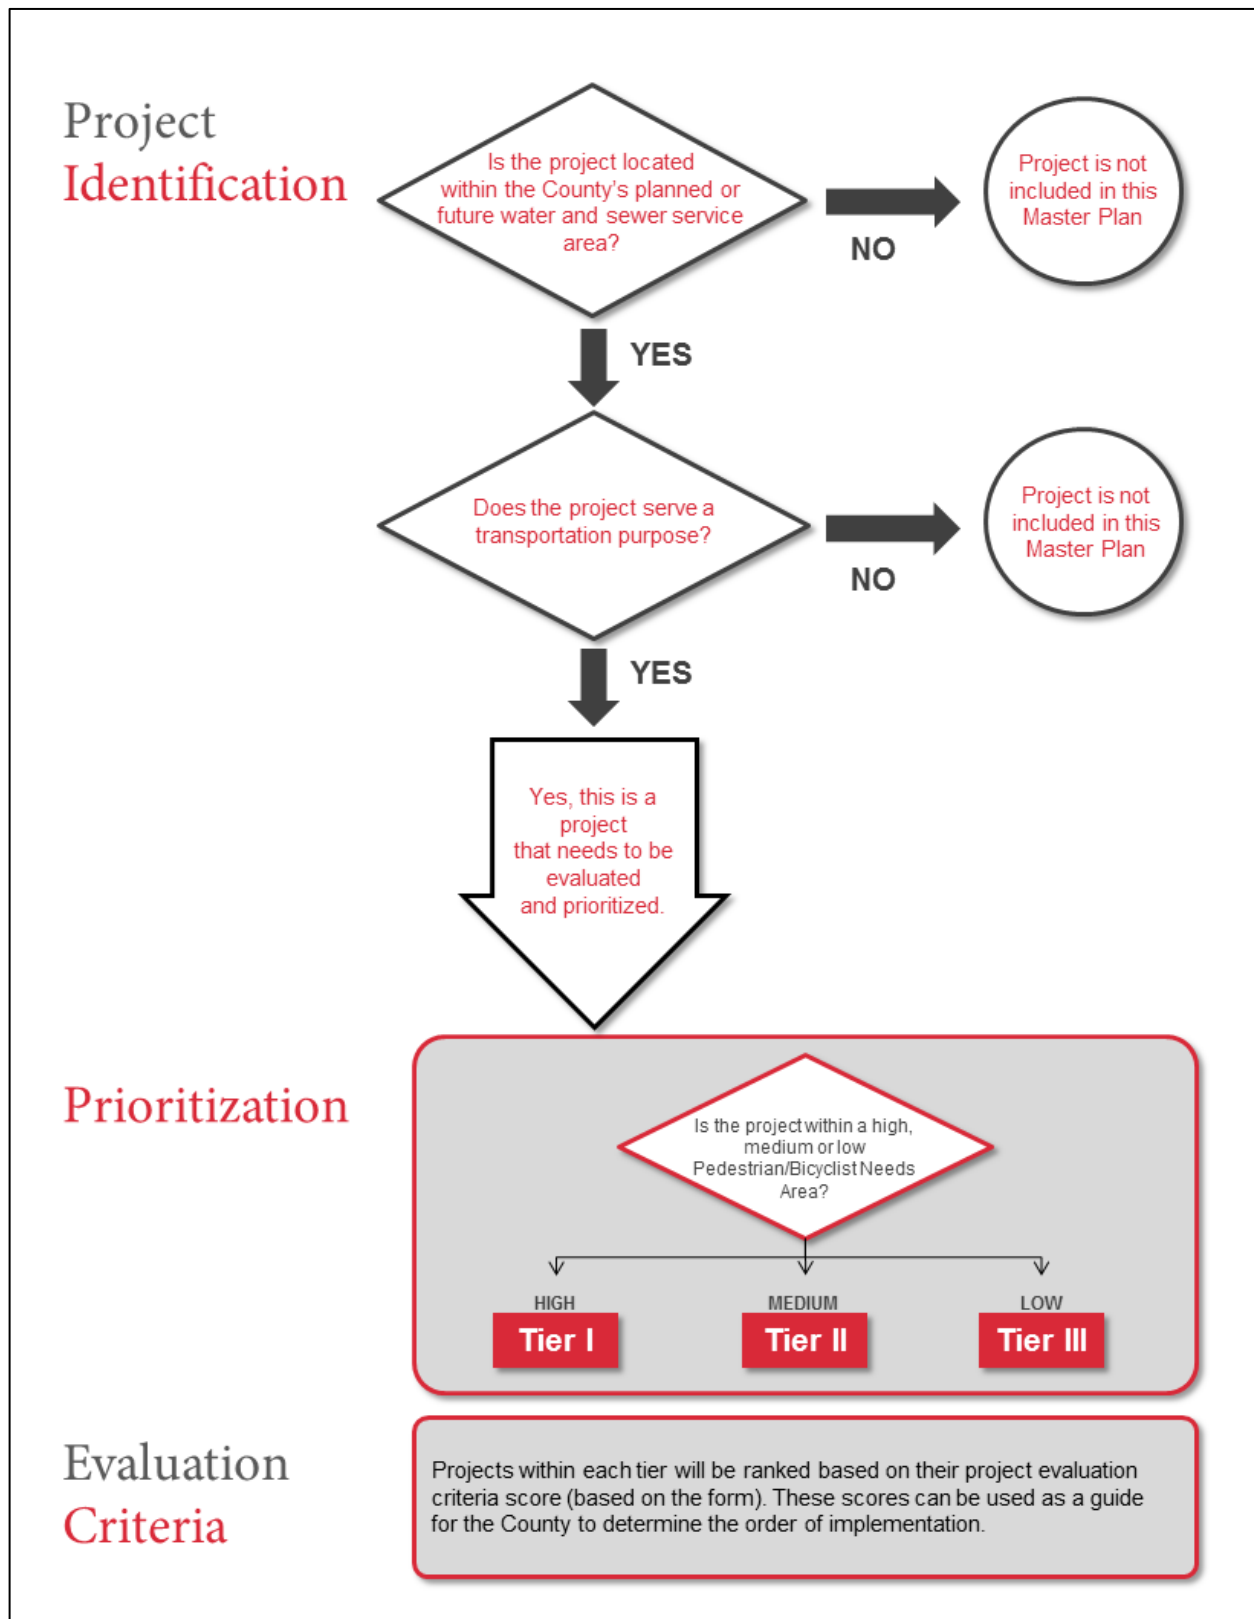 Project
Identification
Is the project located
within the County’s planned or
future water and sewer service
area?
NO
Project is not
included in this
Master Plan
YES
Does the project serve a
transportation purpose?
NO
Project is not
included in this
Master Plan
YES
Yes, this is a
project
that needs to be
evaluated
and prioritized.
Prioritization
Is the project within a high,
medium or low
Pedestrian/Bicyclist Needs
Area?
HIGH
Tier I
MEDIUM
Tier II
LOW
Tier III
Evaluation
Criteria
Projects within each tier will be ranked based on their project evaluation
criteria score (based on the form). These scores can be used as a guide
for the County to determine the order of implementation.